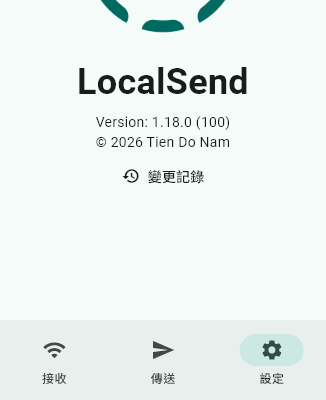 LocalSend
Version: 1.18.0 (100)
© 2026 Tien Do Nam
變更記錄
接收
傳送
設定